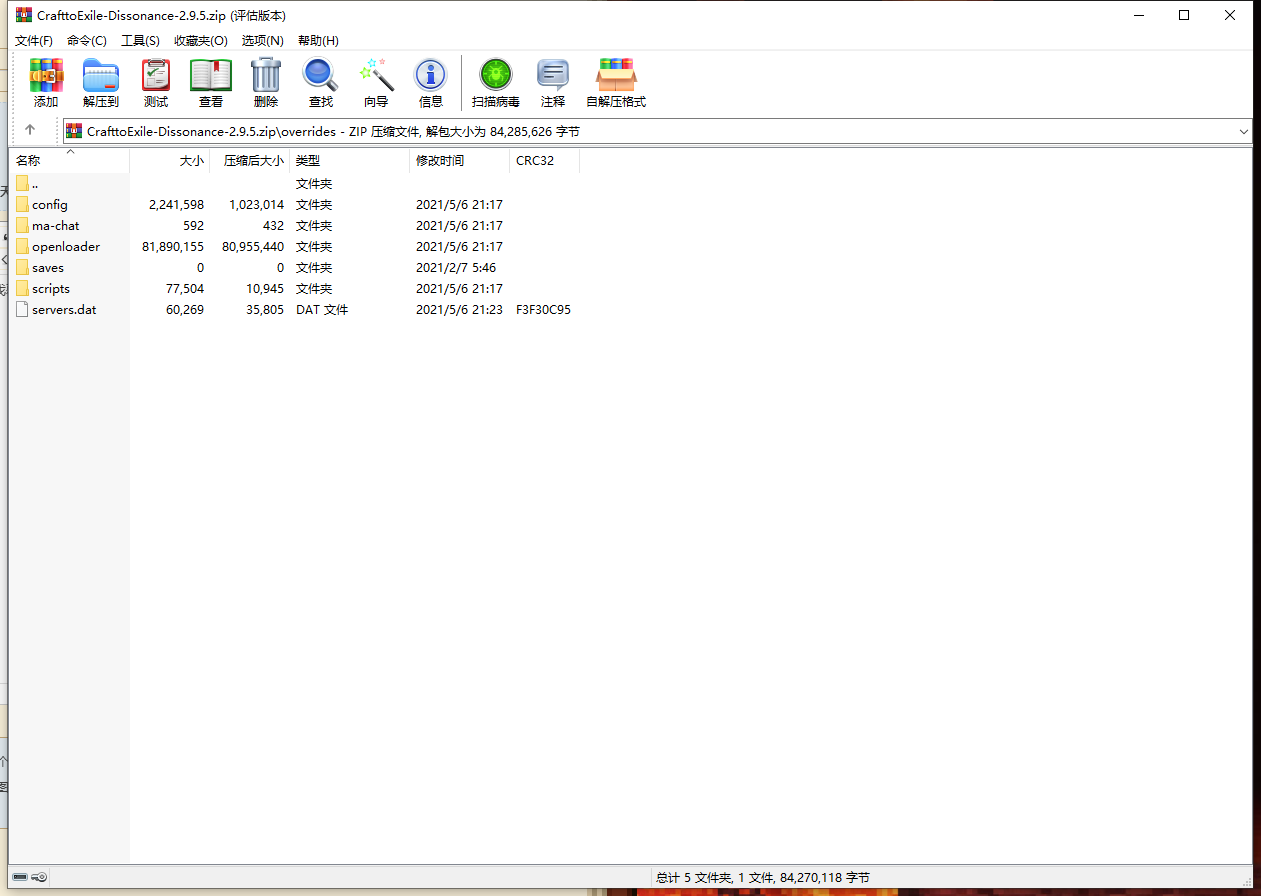 CrafttoExile-Dissonance-2.9.5.zip (评估版本)
文件(F) 命令(C) 工具(S) 收藏夹(O) 选项(N) 帮助(H)
添加 解压到 测试 查看 删除 查找 向导 信息 扫描病毒 注释 自解压格式
CrafttoExile-Dissonance-2.9.5.zip\overrides - ZIP 压缩文件, 解包大小为 84,285,626 字节
名称 大小 压缩后大小 类型 修改时间 CRC32
.. 文件夹
config 2,241,598 1,023,014 文件夹 2021/5/6 21:17
ma-chat 592 432 文件夹 2021/5/6 21:17
openloader 81,890,155 80,955,440 文件夹 2021/5/6 21:17
saves 0 0 文件夹 2021/2/7 5:46
scripts 77,504 10,945 文件夹 2021/5/6 21:17
servers.dat 60,269 35,805 DAT 文件 2021/5/6 21:23 F3F30C95
总计 5 文件夹, 1 文件, 84,270,118 字节